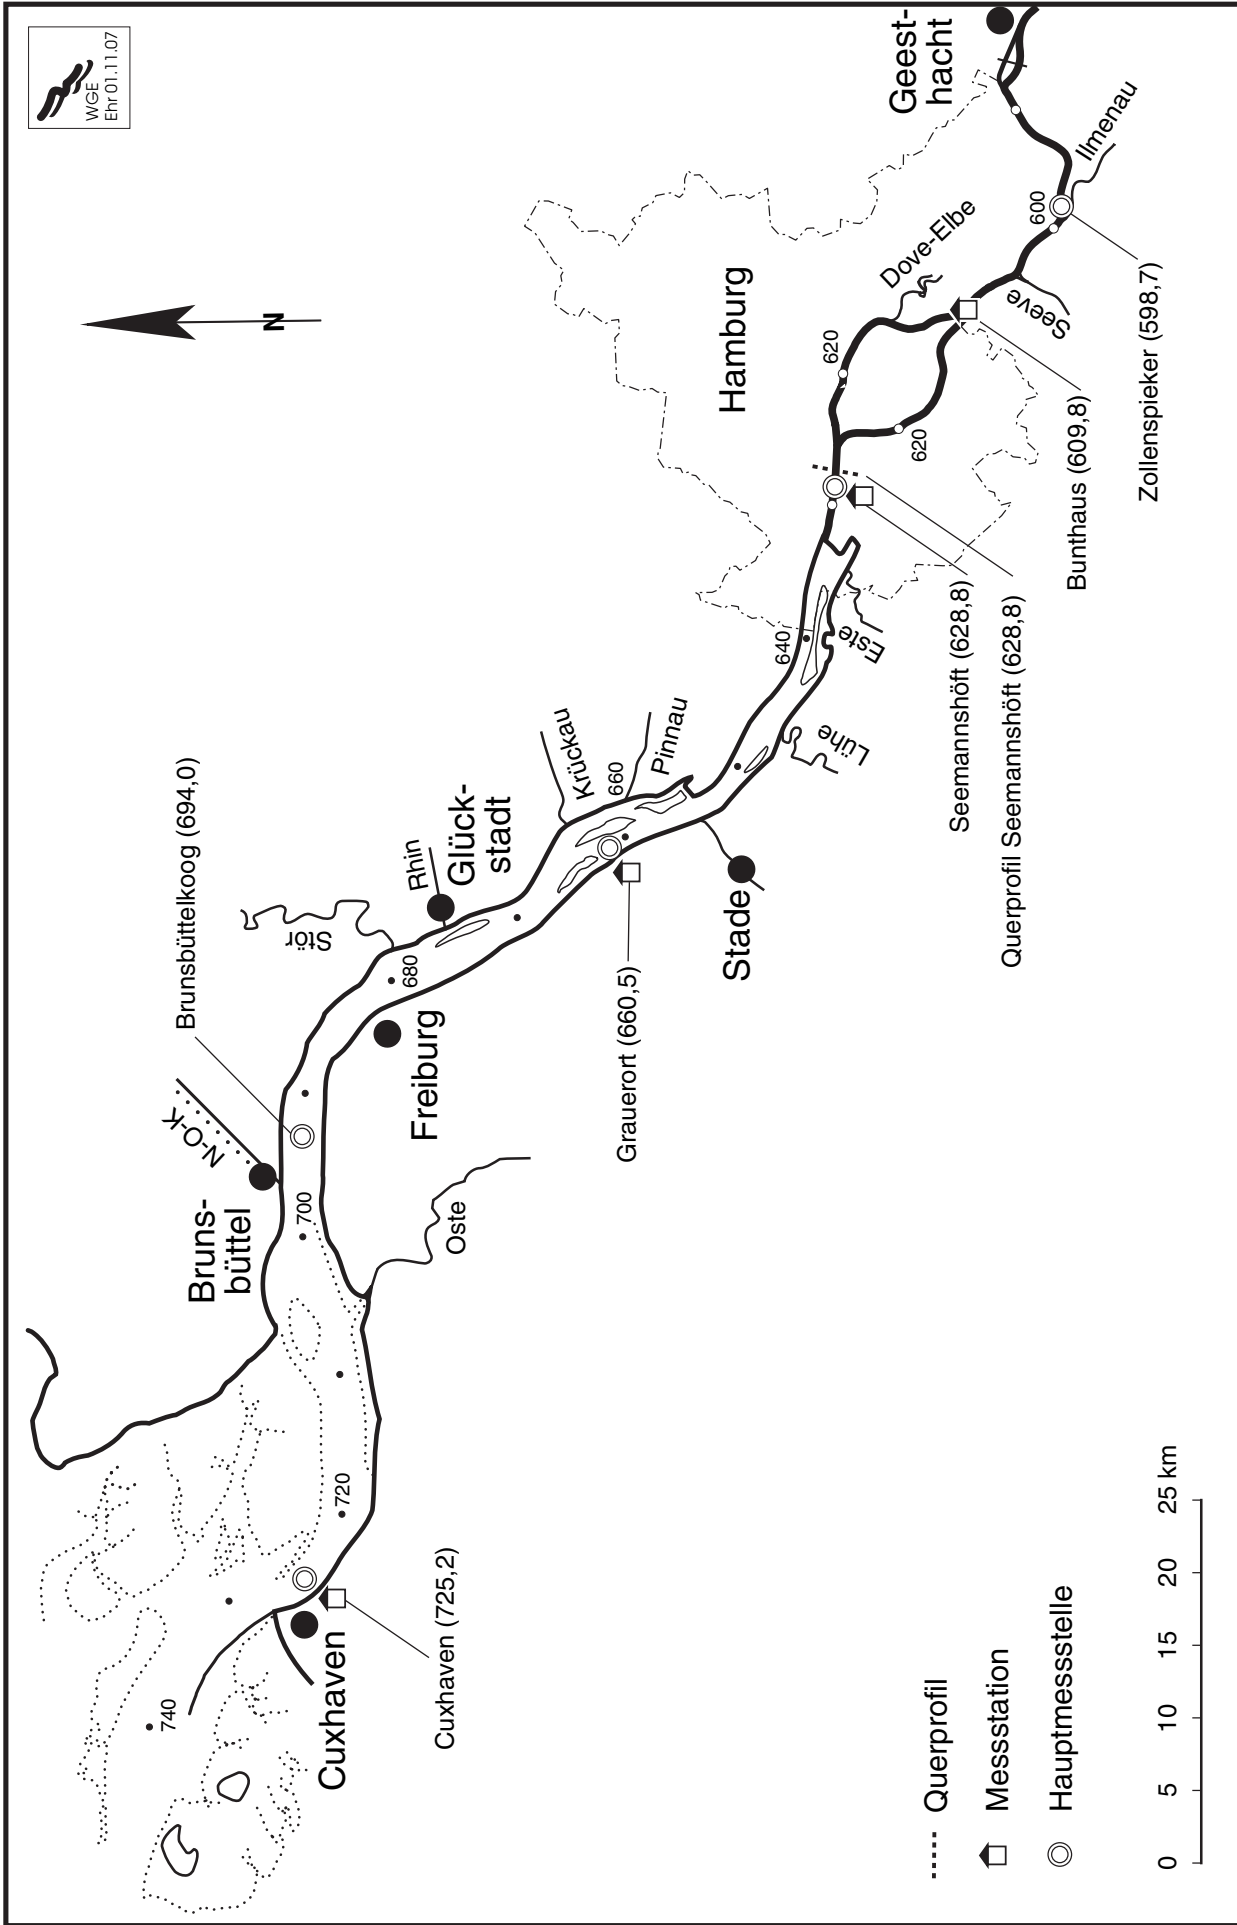 WGE
Ehr 01.11.07
N
Geest-
hacht
Ilmenau
600
Dove-Elbe
Seeve
Hamburg
620
620
Zollenspieker (598,7)
Bunthaus (609,8)
Seemannshöft (628,8)
Querprofil Seemannshöft (628,8)
Este
640
Lühe
Pinnau
Krückau
660
Glück-
stadt
Rhin
Stade
Grauerort (660,5)
Stör
680
Freiburg
Brunsbüttelkoog (694,0)
N-O-K
Bruns-
büttel
700
Oste
720
Cuxhaven
Cuxhaven (725,2)
740
Querprofil
Messstation
Hauptmessstelle
0 5 10 15 20 25 km